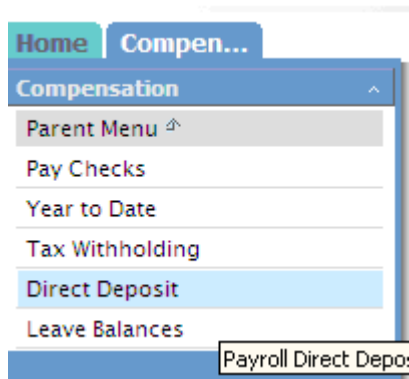 Home Compen...
Compensation
Parent Menu
Pay Checks
Year to Date
Tax Withholding
Direct Deposit
Leave Balances
Payroll Direct Depos